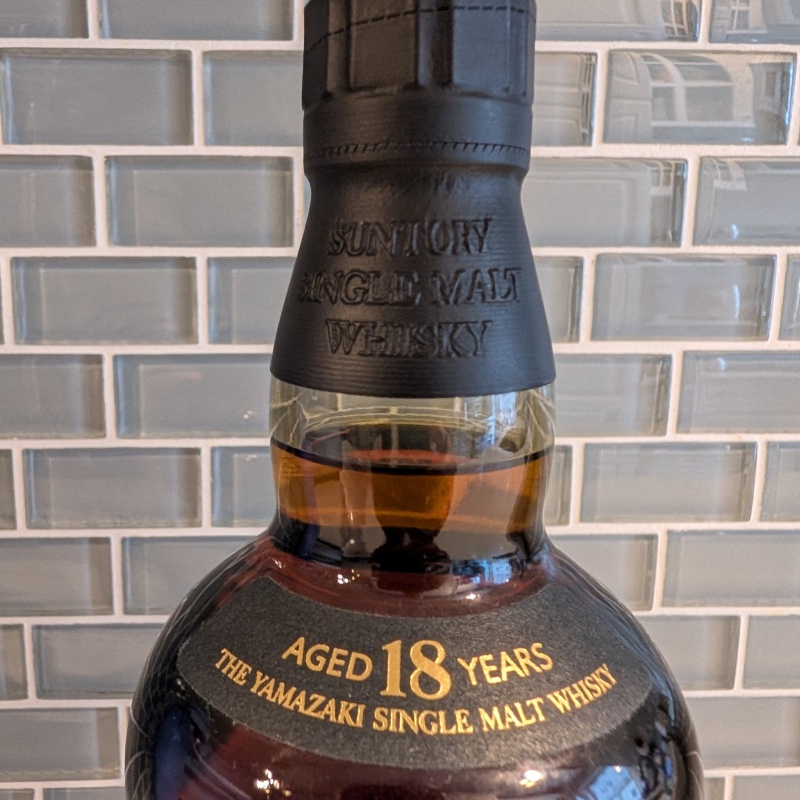 SUNTORY
SINGLE MALT
WHISKY
AGED 18 YEARS
THE YAMAZAKI SINGLE MALT WHISKY